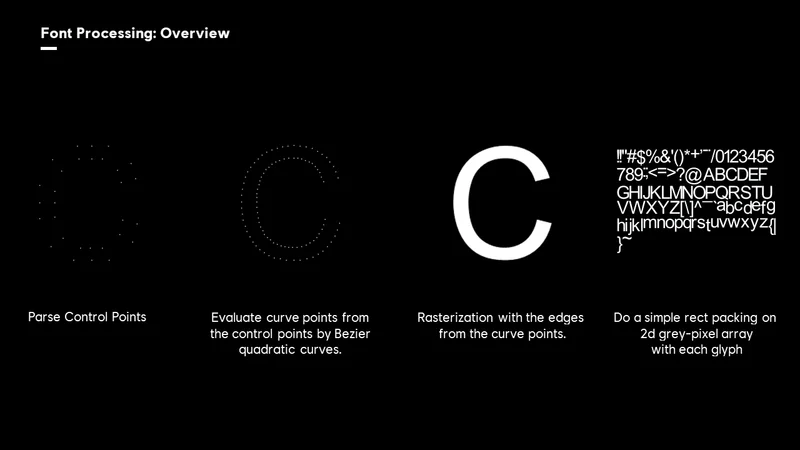 Font Processing: Overview
C
!"#$%&'()*+,-./0123456
789:;<=>?@ABCDEF
GHIJKLMNOPQRSTU
VWXYZ[\]^_`abcdefg
hijklmnopqrstuvwxyz{|
}~
Parse Control Points
Evaluate curve points from
the control points by Bezier
quadratic curves.
Rasterization with the edges
from the curve points.
Do a simple rect packing on
2d grey-pixel array
with each glyph